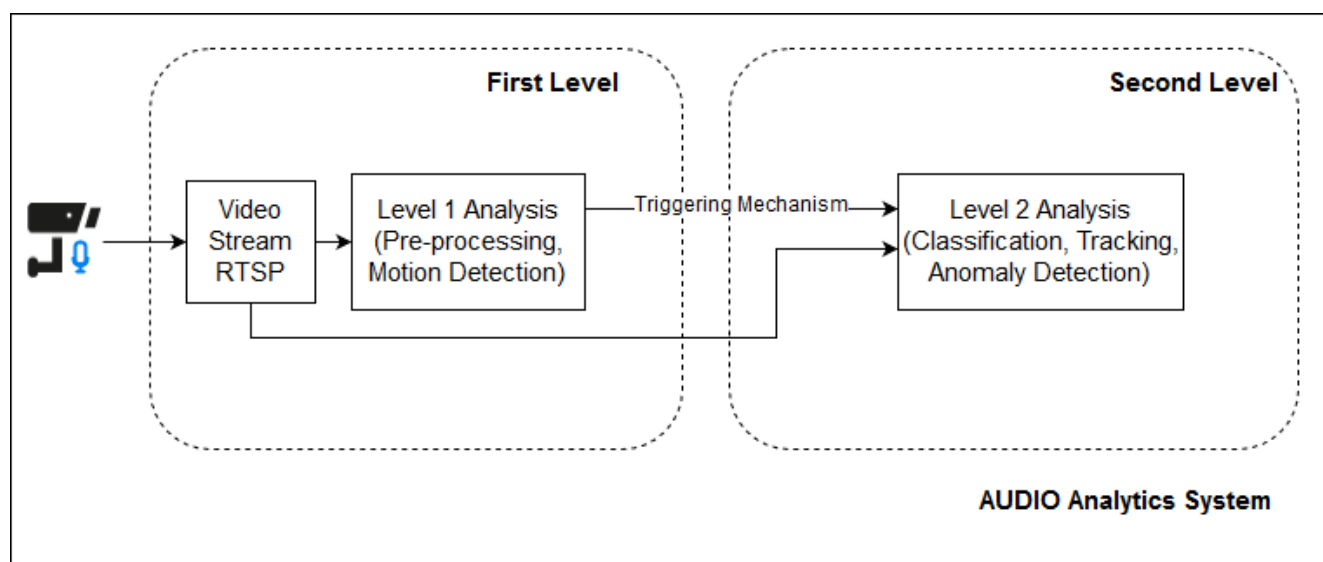 First Level
Second Level
Video
Stream
RTSP
Level 1 Analysis
(Pre-processing,
Motion Detection)
Triggering Mechanism
Level 2 Analysis
(Classification, Tracking,
Anomaly Detection)
AUDIO Analytics System